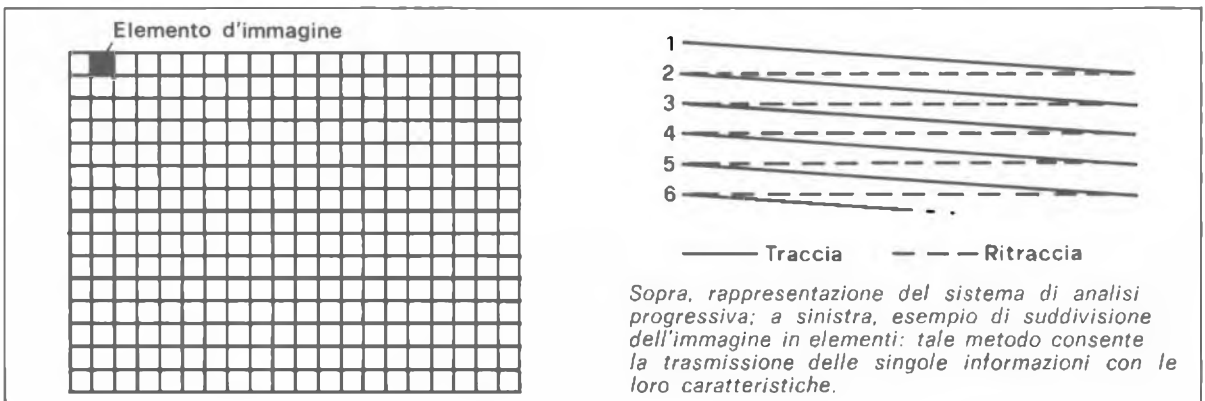 Elemento d'immagine
1
2
3
4
5
6
Traccia
Ritraccia
Sopra, rappresentazione del sistema di analisi
progressiva; a sinistra, esempio di suddivisione
dell'immagine in elementi: tale metodo consente
la trasmissione delle singole informazioni con le
loro caratteristiche.